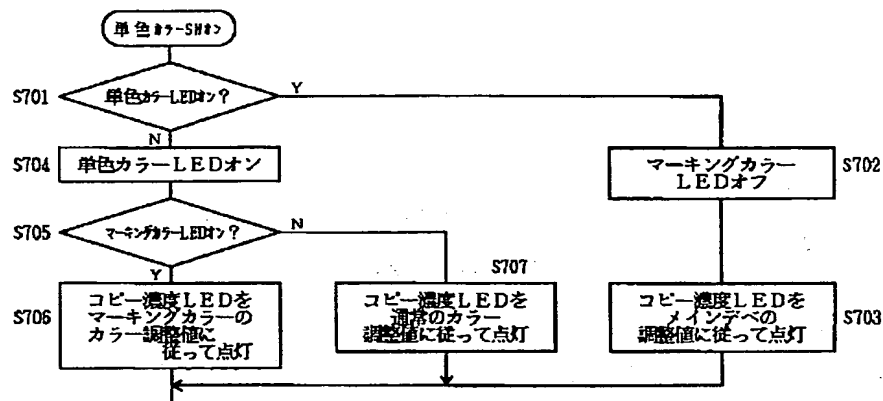 単色カラーSWオン
S701
単色カラーLEDオン?
Y
N
S704
単色カラーLEDオン
マーキングカラー
LEDオフ
S702
S705
マーキングカラーLEDオン?
N
Y
S707
S706
コピー濃度LEDを
マーキングカラーの
カラー調整値に
従って点灯
コピー濃度LEDを
通常のカラー
調整値に従って点灯
コピー濃度LEDを
メインデベの
調整値に従って点灯
S703